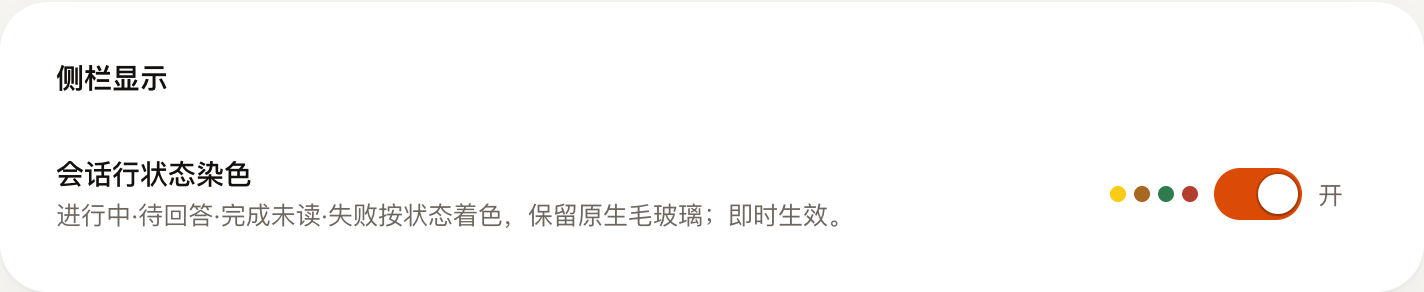 侧栏显示
会话行状态染色
进行中·待回答·完成未读·失败按状态着色，保留原生毛玻璃；即时生效。
开